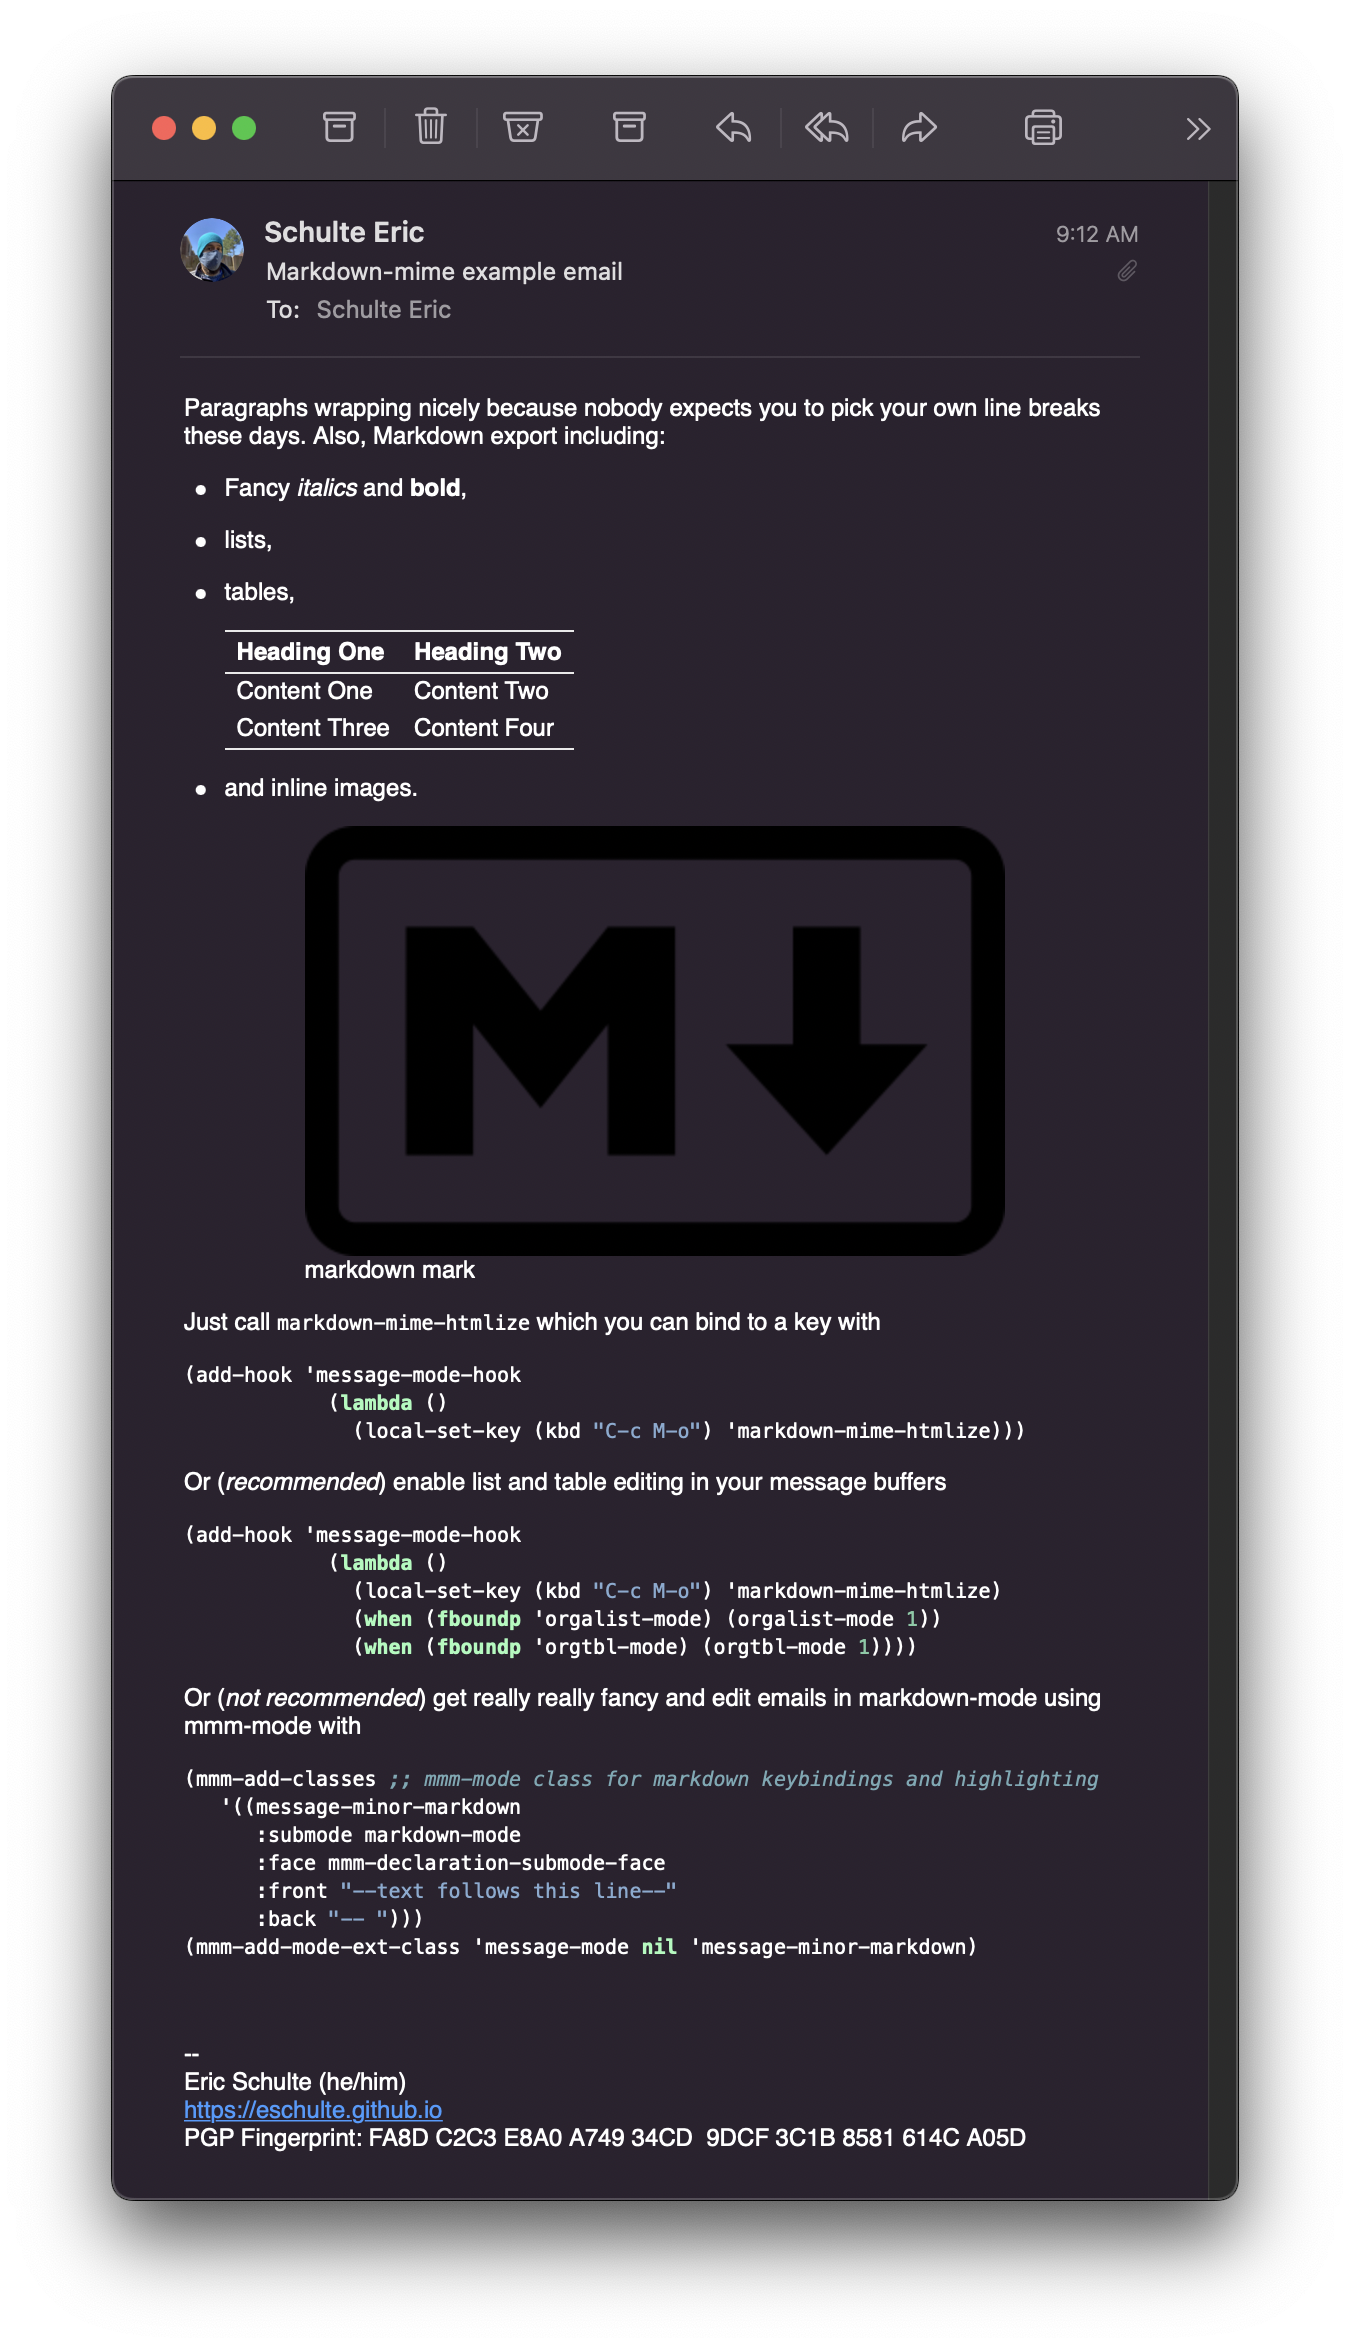 Schulte Eric
9:12 AM
Markdown-mime example email
To: Schulte Eric
Paragraphs wrapping nicely because nobody expects you to pick your own line breaks
these days. Also, Markdown export including:
• Fancy italics and bold,
• lists,
• tables,
Heading One Heading Two
Content One Content Two
Content Three Content Four
• and inline images.
M
markdown mark
Just call markdown-mime-htmlize which you can bind to a key with
(add-hook 'message-mode-hook
            (lambda ()
              (local-set-key (kbd "C-c M-o") 'markdown-mime-htmlize)))
Or (recommended) enable list and table editing in your message buffers
(add-hook 'message-mode-hook
            (lambda ()
              (local-set-key (kbd "C-c M-o") 'markdown-mime-htmlize)
              (when (fboundp 'orgalist-mode) (orgalist-mode 1))
              (when (fboundp 'orgtbl-mode) (orgtbl-mode 1))))
Or (not recommended) get really really fancy and edit emails in markdown-mode using
mmm-mode with
(mmm-add-classes ;; mmm-mode class for markdown keybindings and highlighting
   '((message-minor-markdown
      :submode markdown-mode
      :face mmm-declaration-submode-face
      :front "--text follows this line--"
      :back "-- ")))
(mmm-add-mode-ext-class 'message-mode nil 'message-minor-markdown)
--
Eric Schulte (he/him)
https://eschulte.github.io
PGP Fingerprint: FA8D C2C3 E8A0 A749 34CD  9DCF 3C1B 8581 614C A05D